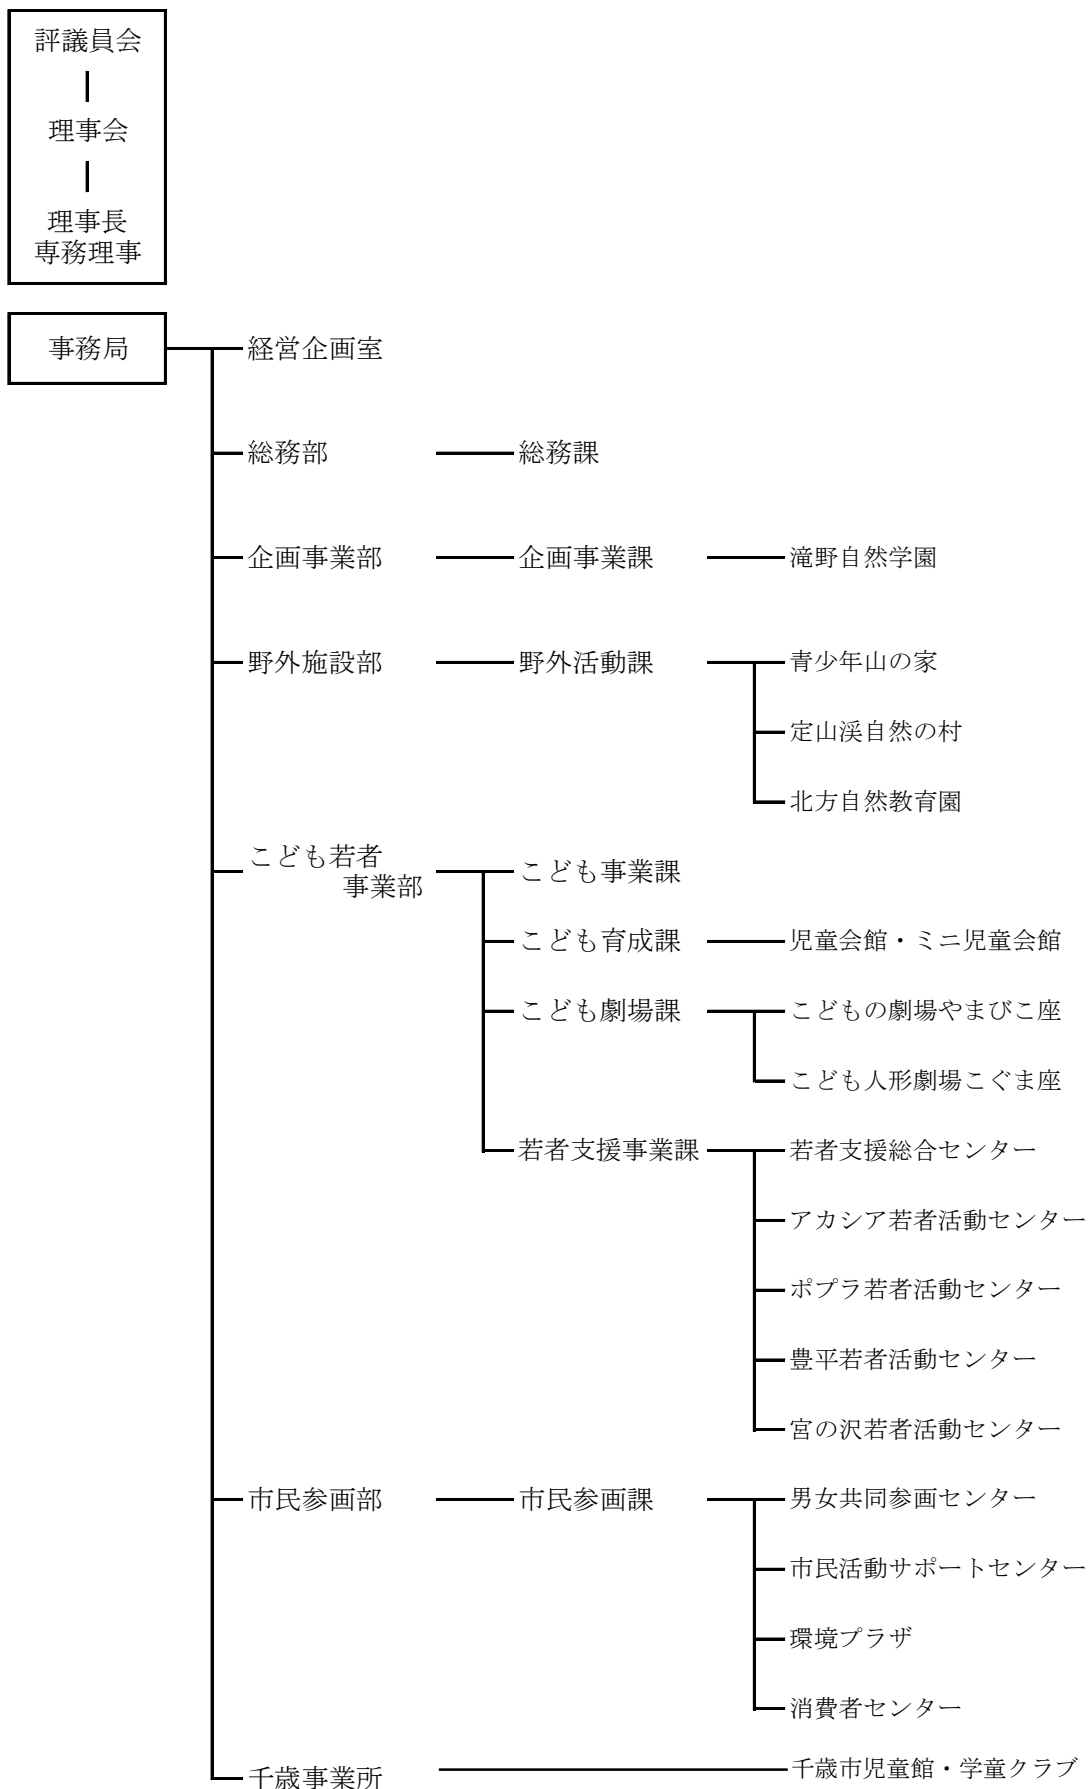 評議員会
理事会
理事長
専務理事
事務局
経営企画室
総務部 総務課
企画事業部 企画事業課 滝野自然学園
野外施設部 野外活動課 青少年山の家
定山渓自然の村
北方自然教育園
こども若者
事業部
こども事業課
こども育成課 児童会館・ミニ児童会館
こども劇場課 こどもの劇場やまびこ座
こども人形劇場こぐま座
若者支援事業課 若者支援総合センター
アカシア若者活動センター
ポプラ若者活動センター
豊平若者活動センター
宮の沢若者活動センター
市民参画部 市民参画課 男女共同参画センター
市民活動サポートセンター
環境プラザ
消費者センター
千歳事業所 千歳市児童館・学童クラブ